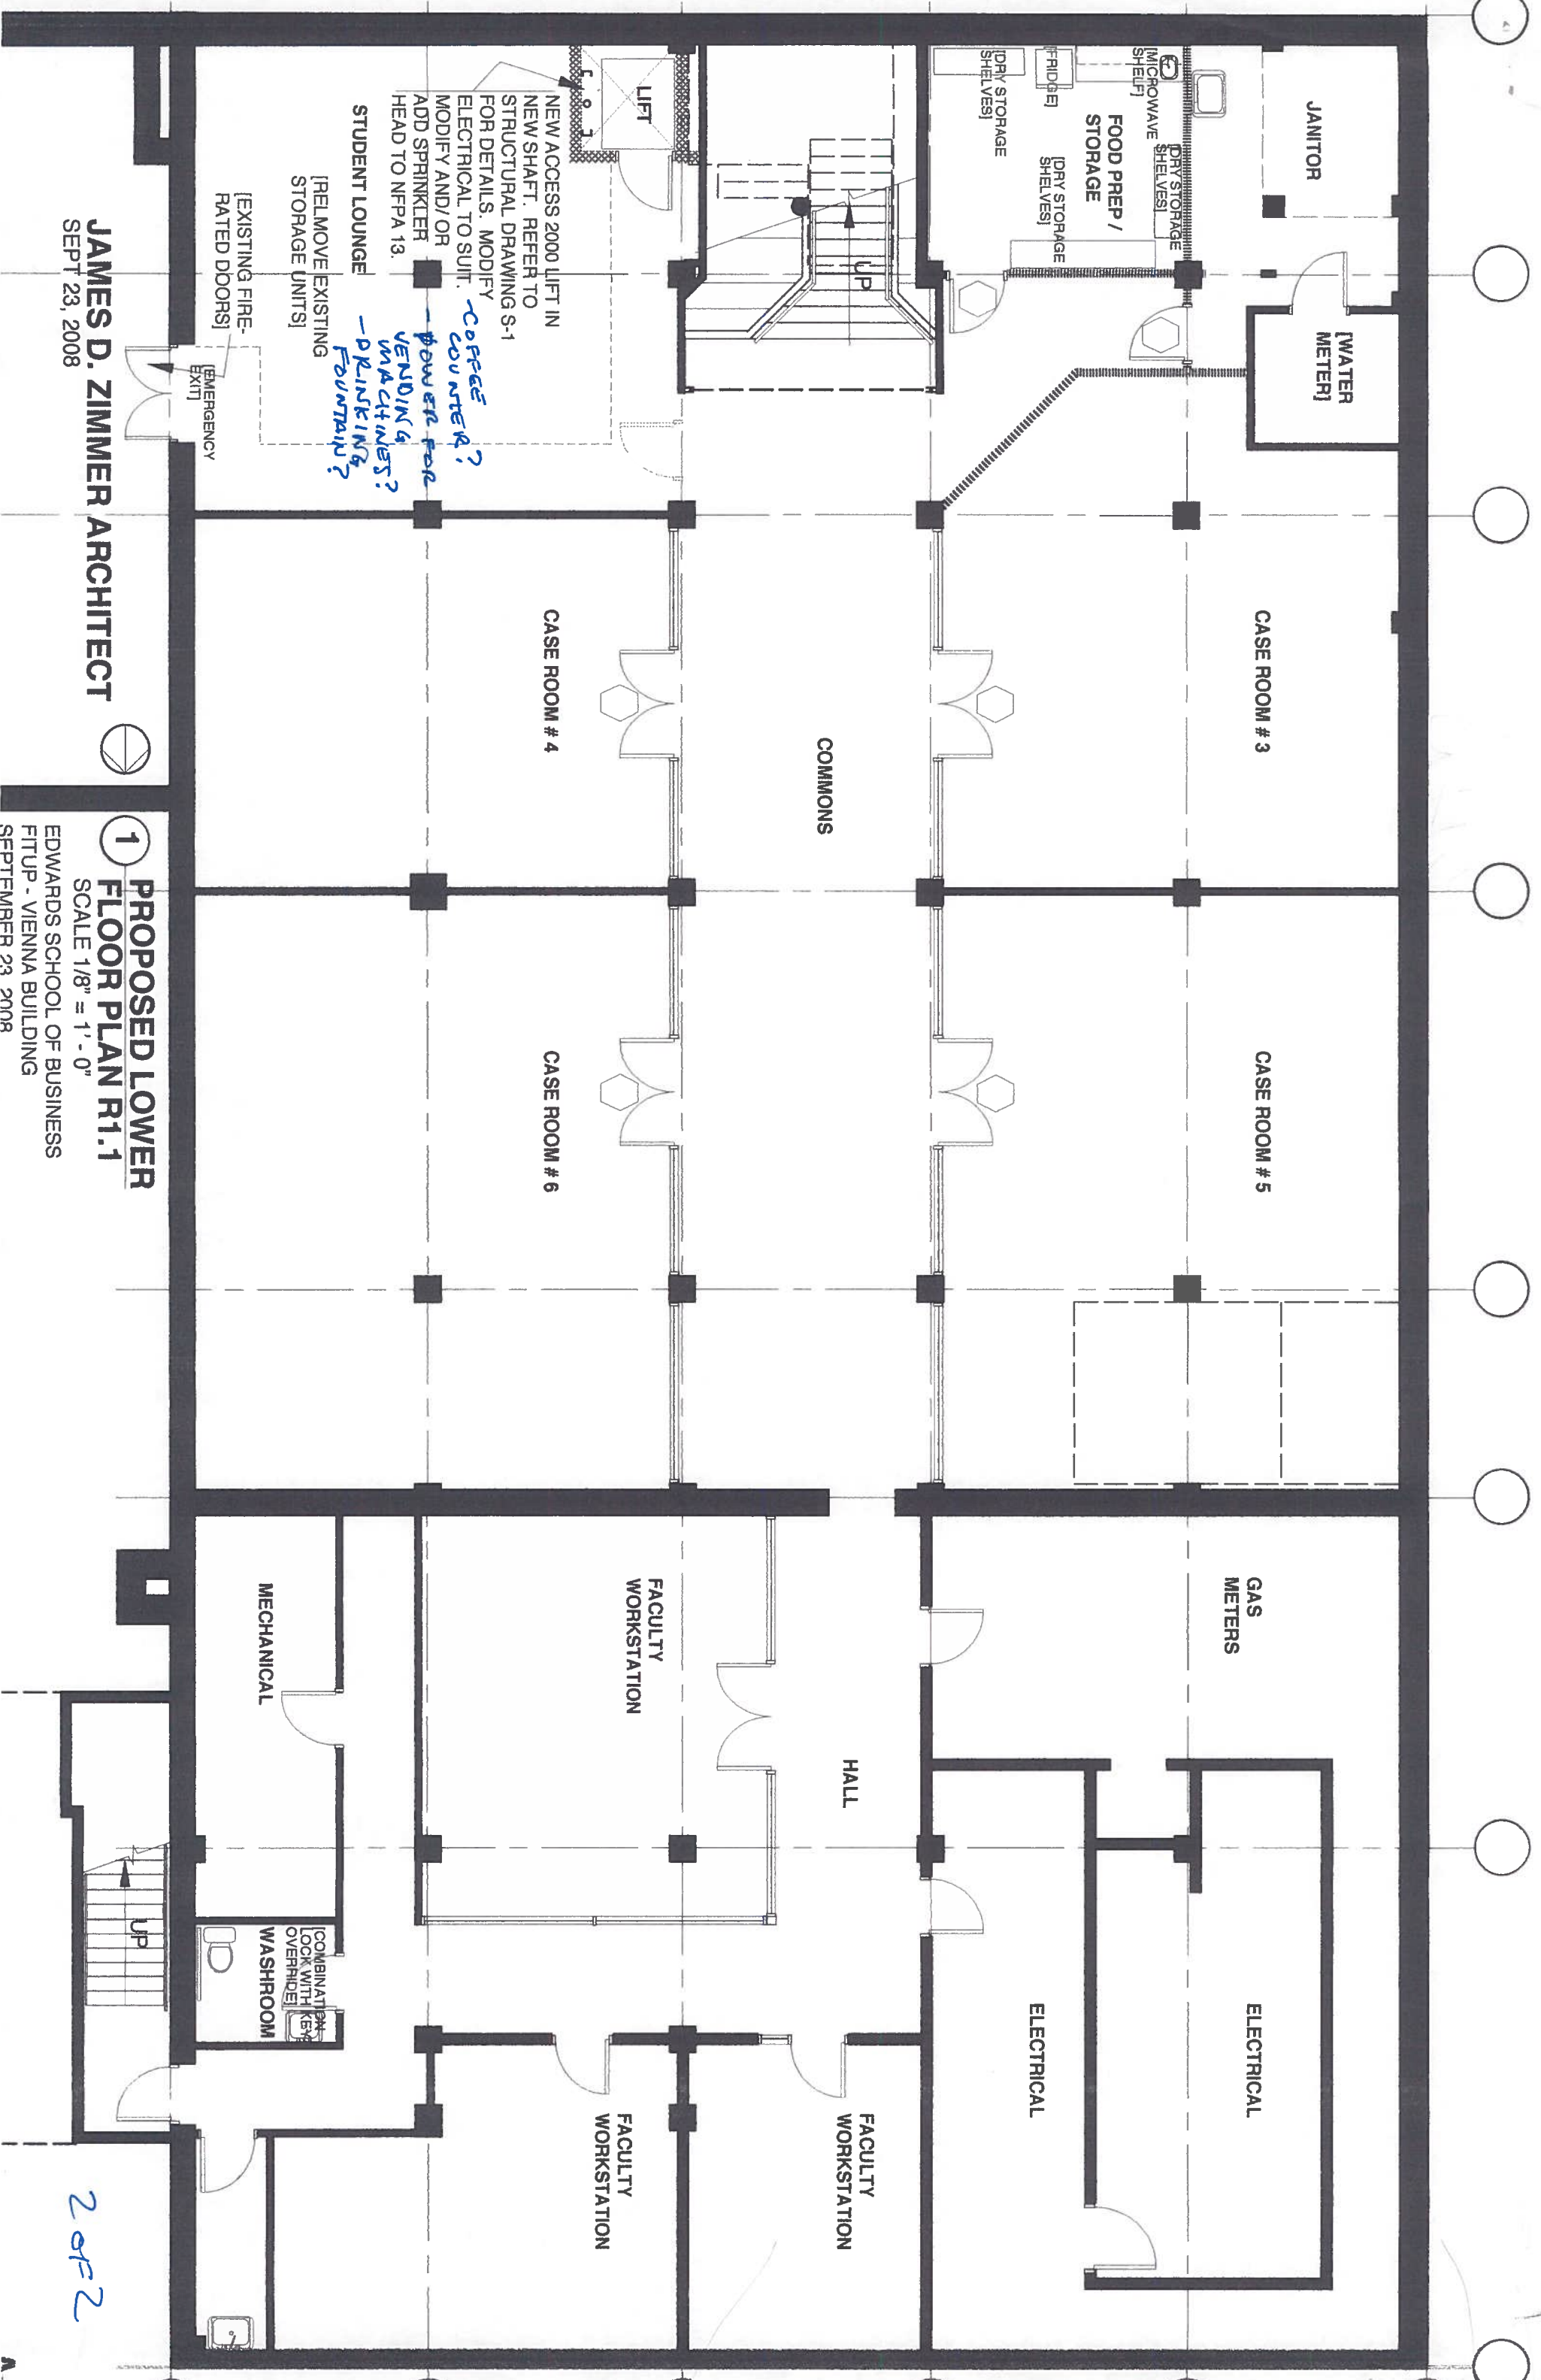 JANITOR
[MICROWAVE
SHELF]
[DRY STORAGE
SHELVES]
[FRIDGE]
FOOD PREP /
STORAGE
[DRY STORAGE
SHELVES]
[DRY STORAGE
SHELVES]
[WATER
METER]
UP
LIFT
NEW ACCESS 2000 LIFT IN
NEW SHAFT. REFER TO
STRUCTURAL DRAWING S-1
FOR DETAILS. MODIFY
ELECTRICAL TO SUIT.
MODIFY AND/ OR
ADD SPRINKLER
HEAD TO NFPA 13.
STUDENT LOUNGE
- COFFEE
COUNTER?
- POWER FOR
VENDING
MACHINES?
- DRINKING
FOUNTAIN?
[RELMOVE EXISTING
STORAGE UNITS]
[EXISTING FIRE-
RATED DOORS]
[EMERGENCY
EXIT]
CASE ROOM # 3
COMMONS
CASE ROOM # 4
CASE ROOM # 5
CASE ROOM # 6
GAS
METERS
FACULTY
WORKSTATION
MECHANICAL
HALL
ELECTRICAL
ELECTRICAL
[COMBINATION
LOCK WITH KEY
OVERRIDE]
WASHROOM
UP
FACULTY
WORKSTATION
FACULTY
WORKSTATION
JAMES D. ZIMMER ARCHITECT
SEPT 23, 2008
1
PROPOSED LOWER
FLOOR PLAN R1.1
SCALE 1/8" = 1' - 0"
EDWARDS SCHOOL OF BUSINESS
FITUP - VIENNA BUILDING
SEPTEMBER 23, 2008
2 OF 2
A